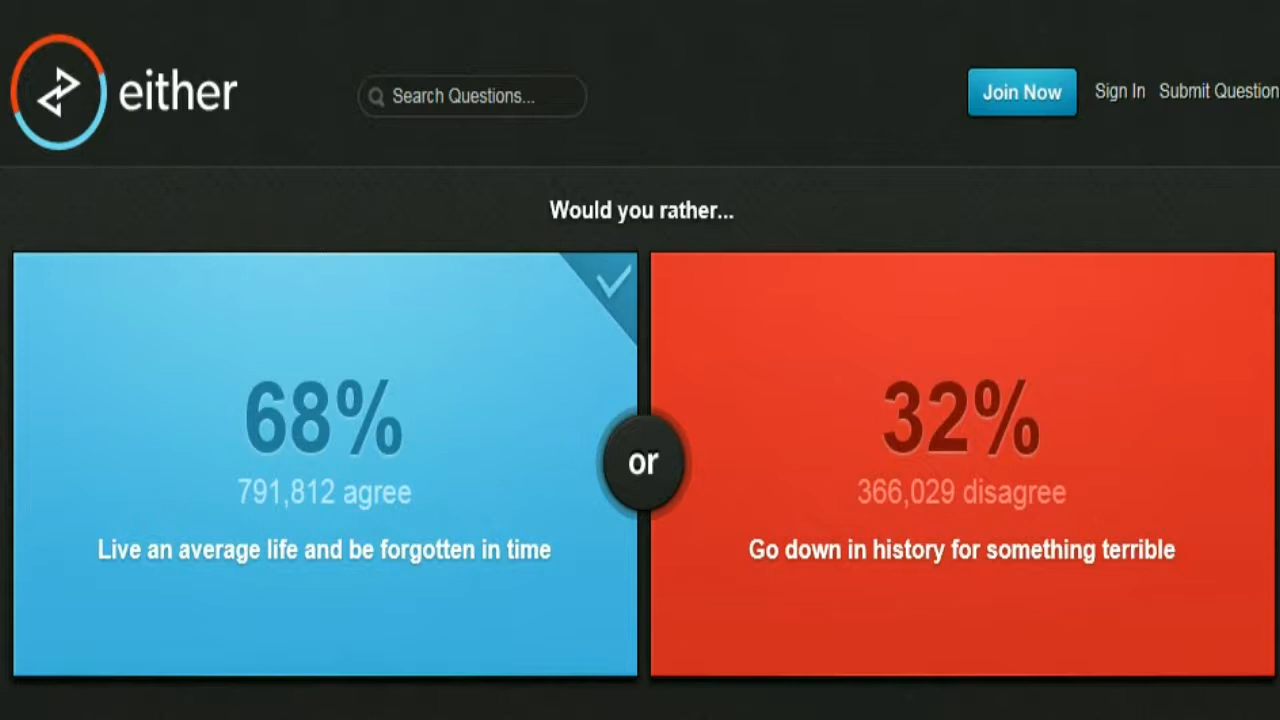 either
Search Questions...
Join Now
Sign In
Submit Question
Would you rather...
68%
791,812 agree
Live an average life and be forgotten in time
or
32%
366,029 disagree
Go down in history for something terrible